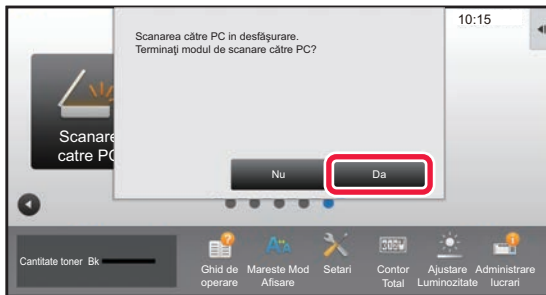 10:15
Scanarea către PC in desfăşurare.
Terminaţi modul de scanare către PC?
Scanare
catre PC
Nu
Da
Cantitate toner Bk
Ghid de
operare
Mareste Mod
Afisare
Setari
Contor
Total
Ajustare
Luminozitate
Administrare
lucrari